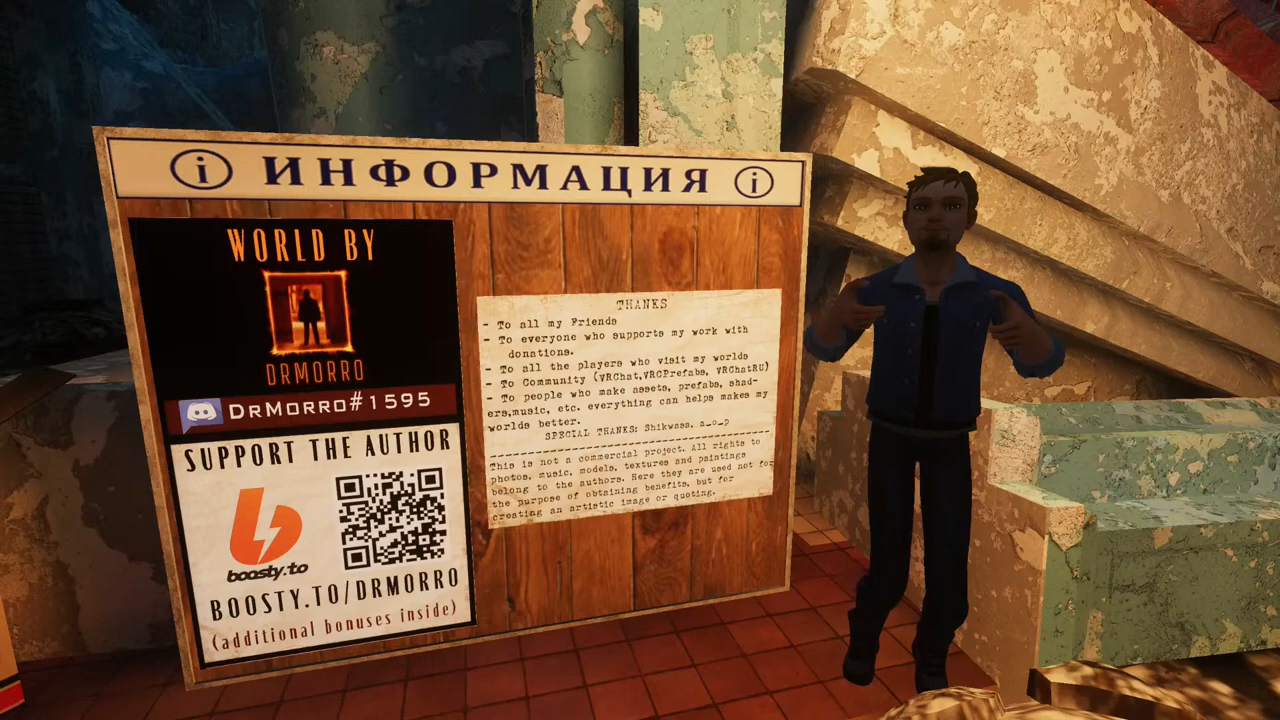 i ИНФОРМАЦИЯ i
WORLD BY
DRMORRO
DRMORRO#1595
SUPPORT THE AUTHOR
boosty.to
BOOSTY.TO/DRMORRO
(additional bonuses inside)
THANKS
- To all my Friends
- To everyone who supports my work with
donations.
- To all the players who visit my worlds
- To Community (VRChat,VRCPrefabs, VRChatRU)
- To people who make assets, prefabs, shad-
ers,music, etc. everything can helps makes my
worlds better.
SPECIAL THANKS: Shikwasa, a_o_p
This is not a commercial project. All rights to
photos, music, models, textures and paintings
belong to the authors. Here they are used not for
the purpose of obtaining benefits, but for
creating an artistic image or quoting.